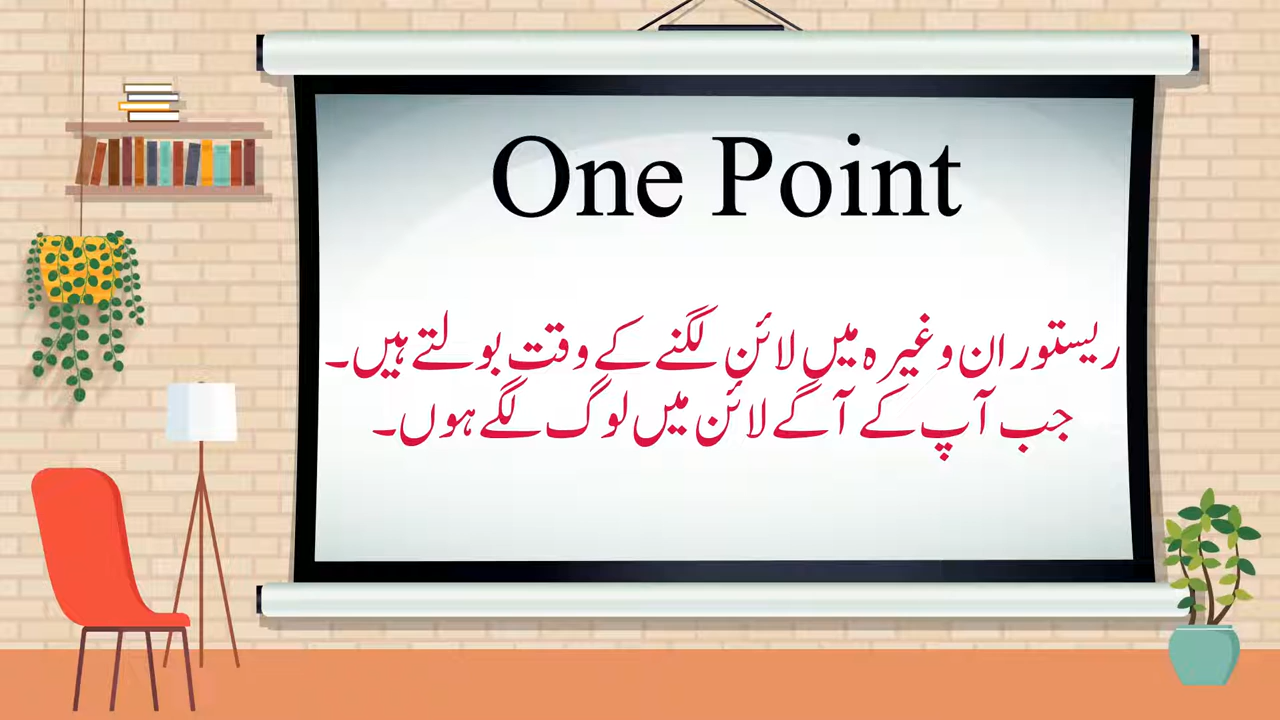 One Point
ریستوران وغیرہ میں لائن لگنے کے وقت بولتے ہیں۔
جب آپ کے آگے لائن میں لوگ لگے ہوں۔